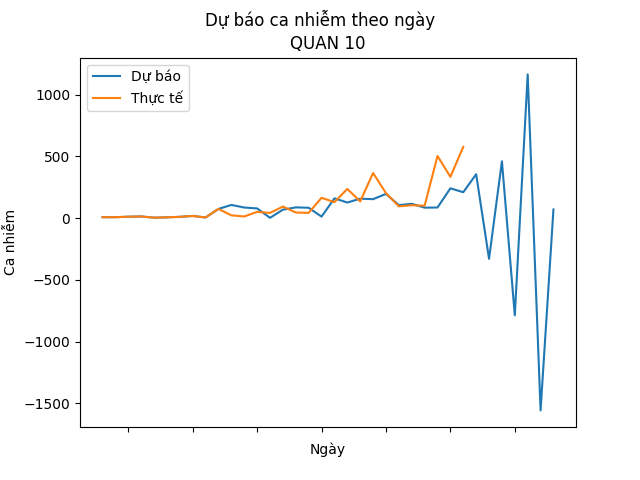 Dự báo ca nhiễm theo ngày
QUAN 10
Dự báo
Thực tế
1000
500
0
−500
−1000
−1500
Ca nhiễm
Ngày